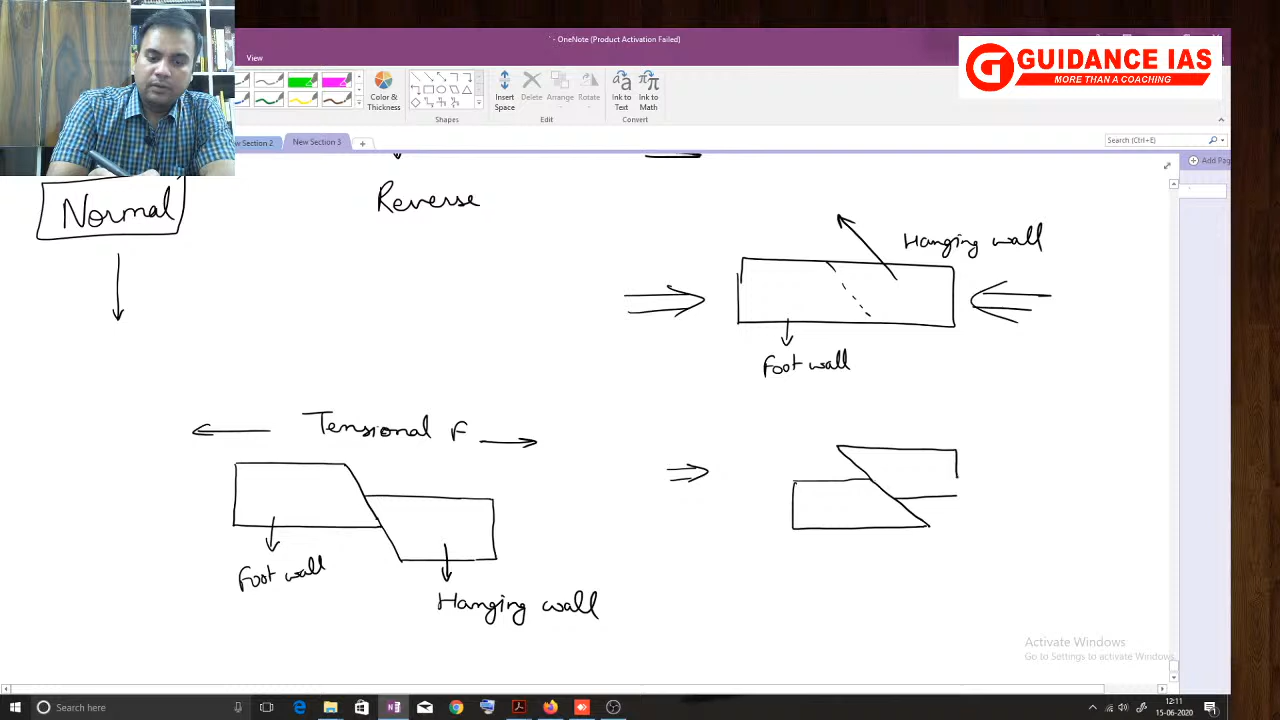 - OneNote (Product Activation Failed)
GUIDANCE IAS
MORE THAN A COACHING
View
Color & Thickness
Insert Space
Delete
Arrange
Rotate
Ink to Text
Ink to Math
Shapes
Edit
Convert
New Section 3
Search (Ctrl+E)
Section 2
Normal
Reverse
Hanging wall
Foot wall
Tensional F
Foot wall
Hanging wall
Activate Windows
Go to Settings to activate Windows.
Search here
12:11
15-06-2020